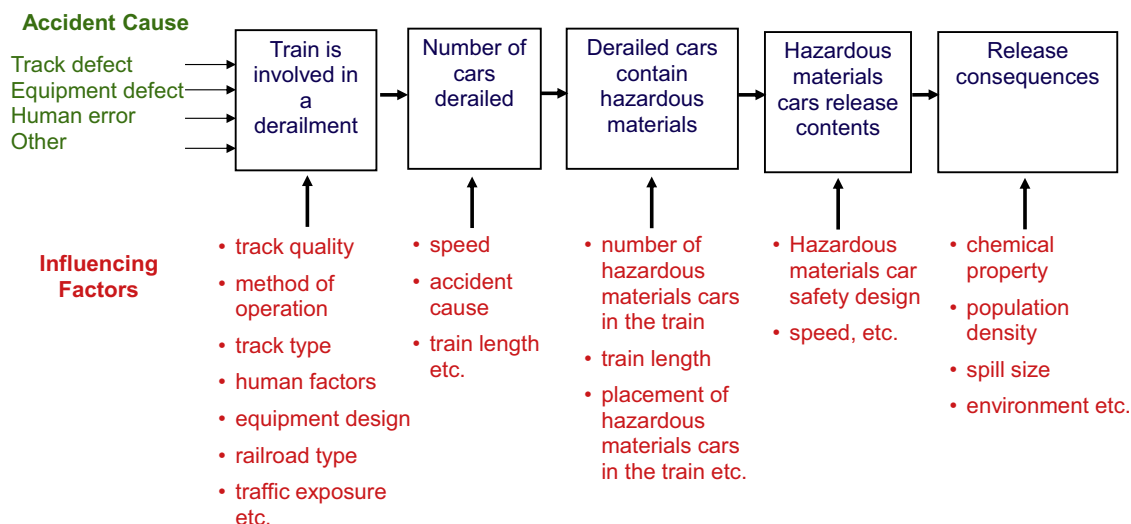 Accident Cause
Track defect
Equipment defect
Human error
Other
Train is
involved in
a
derailment
Number of
cars
derailed
Derailed cars
contain
hazardous
materials
Hazardous
materials
cars release
contents
Release
consequences
Influencing
Factors
• track quality
• method of
operation
• track type
• human factors
• equipment design
• railroad type
• traffic exposure
etc.
• speed
• accident
cause
• train length
etc.
• number of
hazardous
materials cars
in the train
• train length
• placement of
hazardous
materials cars
in the train etc.
• Hazardous
materials car
safety design
• speed, etc.
• chemical
property
• population
density
• spill size
• environment etc.